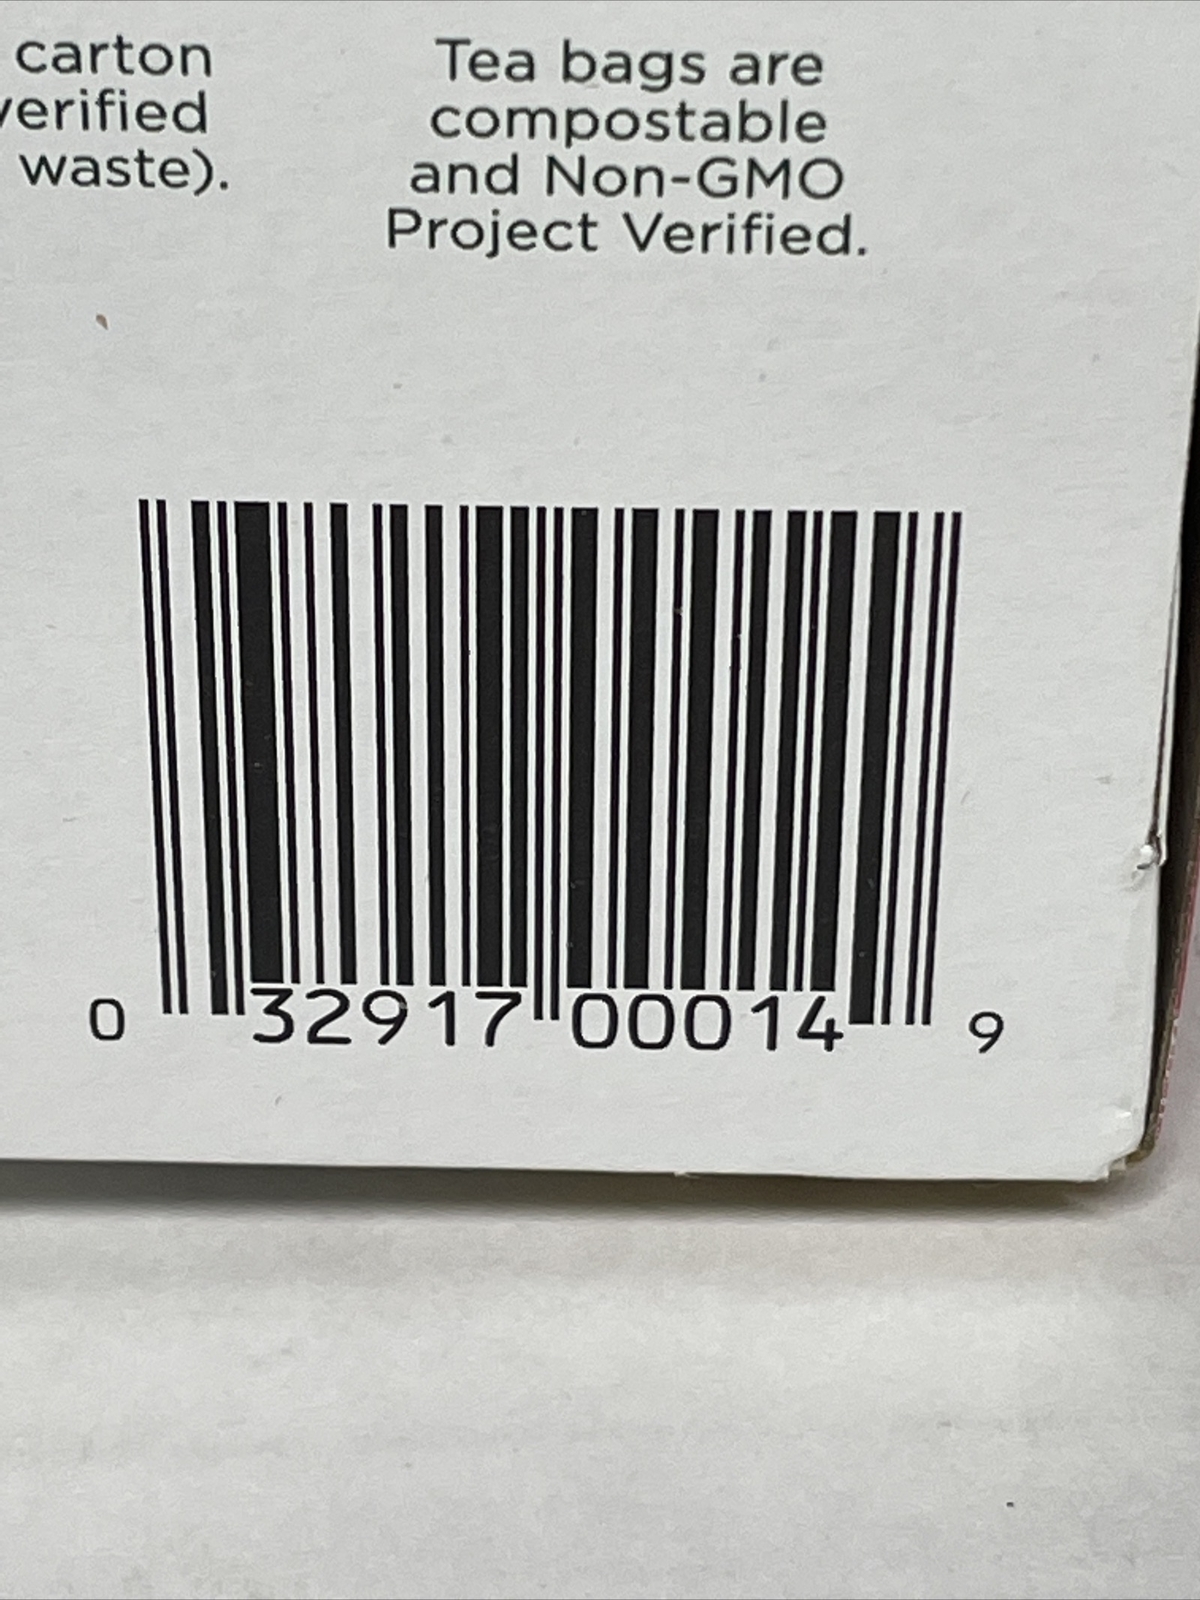 carton
verified
waste).
Tea bags are
compostable
and Non-GMO
Project Verified.
0 32917 00014 9